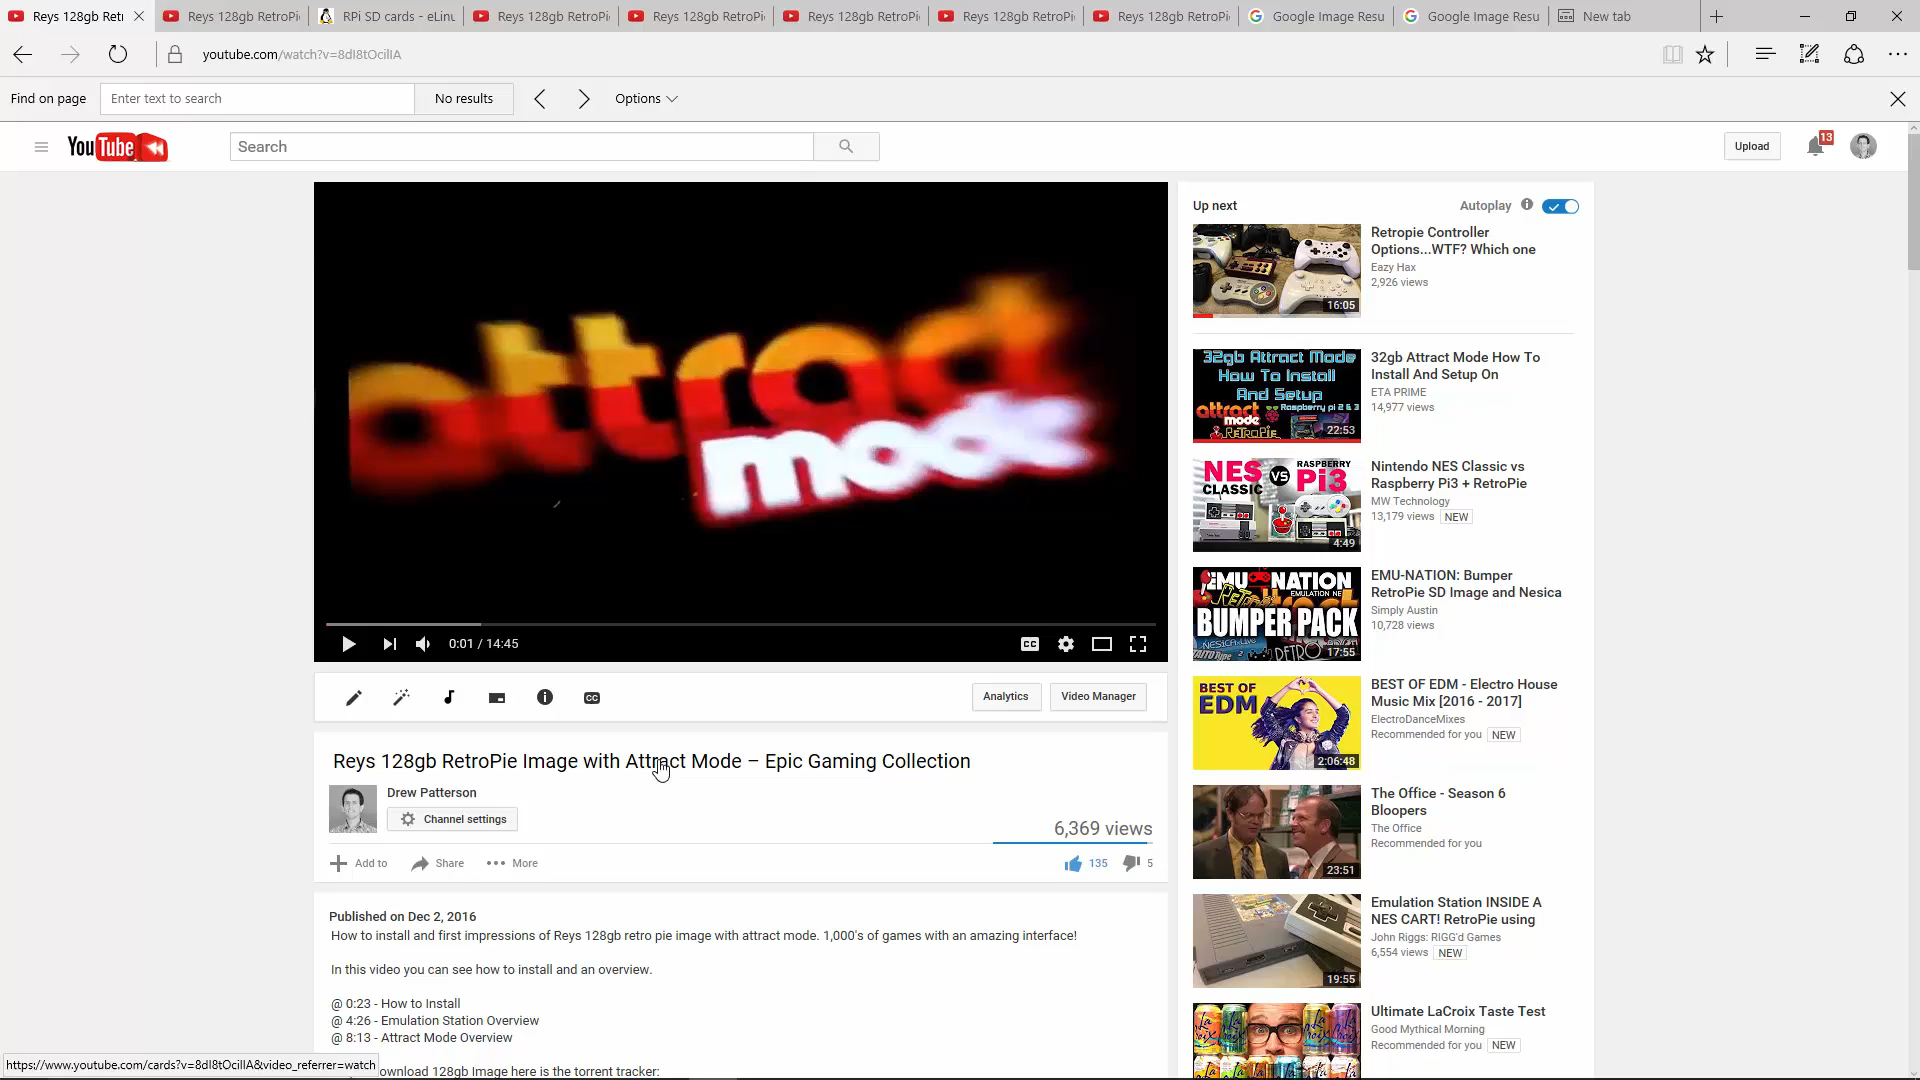 Reys 128gb Retr
Reys 128gb RetroPi
RPi SD cards - eLinu
Reys 128gb RetroPi
Reys 128gb RetroPi
Reys 128gb RetroPi
Reys 128gb RetroPi
Reys 128gb RetroPi
Google Image Resu
Google Image Resu
New tab
youtube.com/watch?v=8dI8tOcilIA
Find on page
Enter text to search
No results
Options
YouTube
Search
Upload
13
attract
mode
0:01 / 14:45
CC
CC
Analytics
Video Manager
Reys 128gb RetroPie Image with Attract Mode – Epic Gaming Collection
Drew Patterson
Channel settings
6,369 views
Add to
Share
More
135
5
Published on Dec 2, 2016
How to install and first impressions of Reys 128gb retro pie image with attract mode. 1,000's of games with an amazing interface!
In this video you can see how to install and an overview.
@ 0:23 - How to Install
@ 4:26 - Emulation Station Overview
@ 8:13 - Attract Mode Overview
ownload 128gb Image here is the torrent tracker:
https://www.youtube.com/cards?v=8dI8tOcilIA&video_referrer=watch
Up next
Autoplay
16:05
Retropie Controller
Options...WTF? Which one
Eazy Hax
2,926 views
32gb Attract Mode
How To Install
And Setup
Raspberry pi 2 & 3
attract
mode
RETROPIE
22:53
32gb Attract Mode How To
Install And Setup On
ETA PRIME
14,977 views
NES
CLASSIC
VS
RASPBERRY
Pi3
4:49
Nintendo NES Classic vs
Raspberry Pi3 + RetroPie
MW Technology
13,179 views
NEW
EMU NATION
BUMPER PACK
17:55
EMU-NATION: Bumper
RetroPie SD Image and Nesica
Simply Austin
10,728 views
BEST OF
EDM
2:06:48
BEST OF EDM - Electro House
Music Mix [2016 - 2017]
ElectroDanceMixes
Recommended for you
NEW
23:51
The Office - Season 6
Bloopers
The Office
Recommended for you
19:55
Emulation Station INSIDE A
NES CART! RetroPie using
John Riggs: RIGG'd Games
6,554 views
NEW
Ultimate LaCroix Taste Test
Good Mythical Morning
Recommended for you
NEW